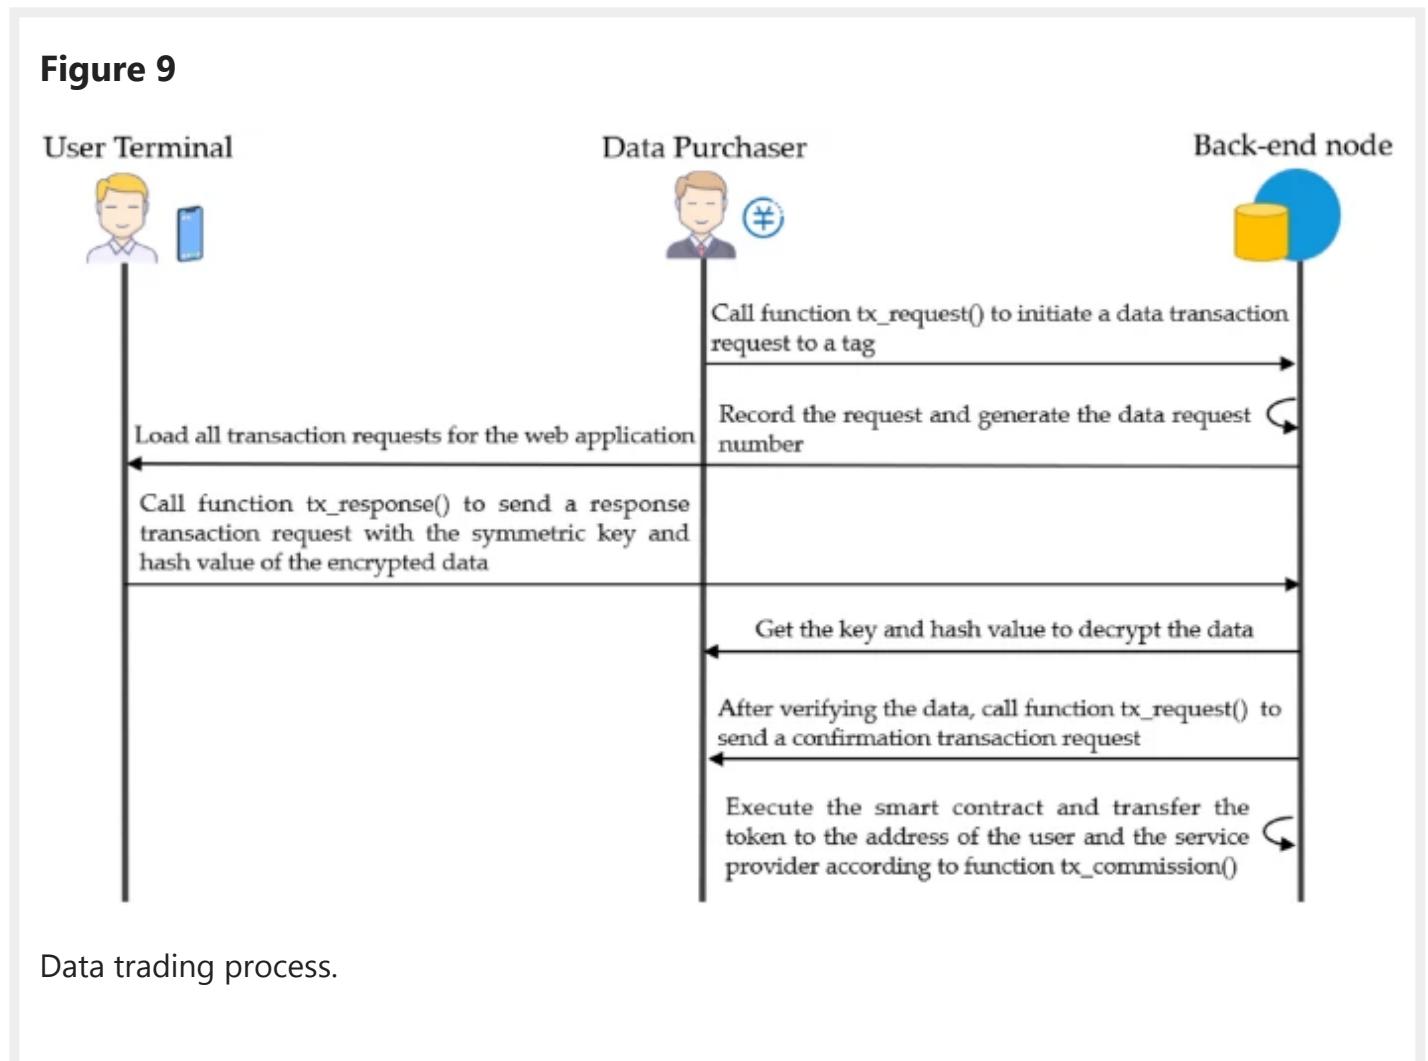 Figure 9
User Terminal
Data Purchaser
Back-end node
Call function tx_request() to initiate a data transaction
request to a tag
Record the request and generate the data request
number
Load all transaction requests for the web application
Call function tx_response() to send a response
transaction request with the symmetric key and
hash value of the encrypted data
Get the key and hash value to decrypt the data
After verifying the data, call function tx_request() to
send a confirmation transaction request
Execute the smart contract and transfer the
token to the address of the user and the service
provider according to function tx_commission()
Data trading process.